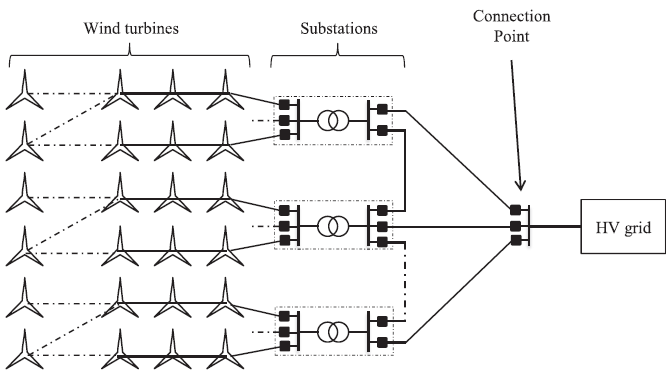 Wind turbines
Substations
Connection
Point
HV grid